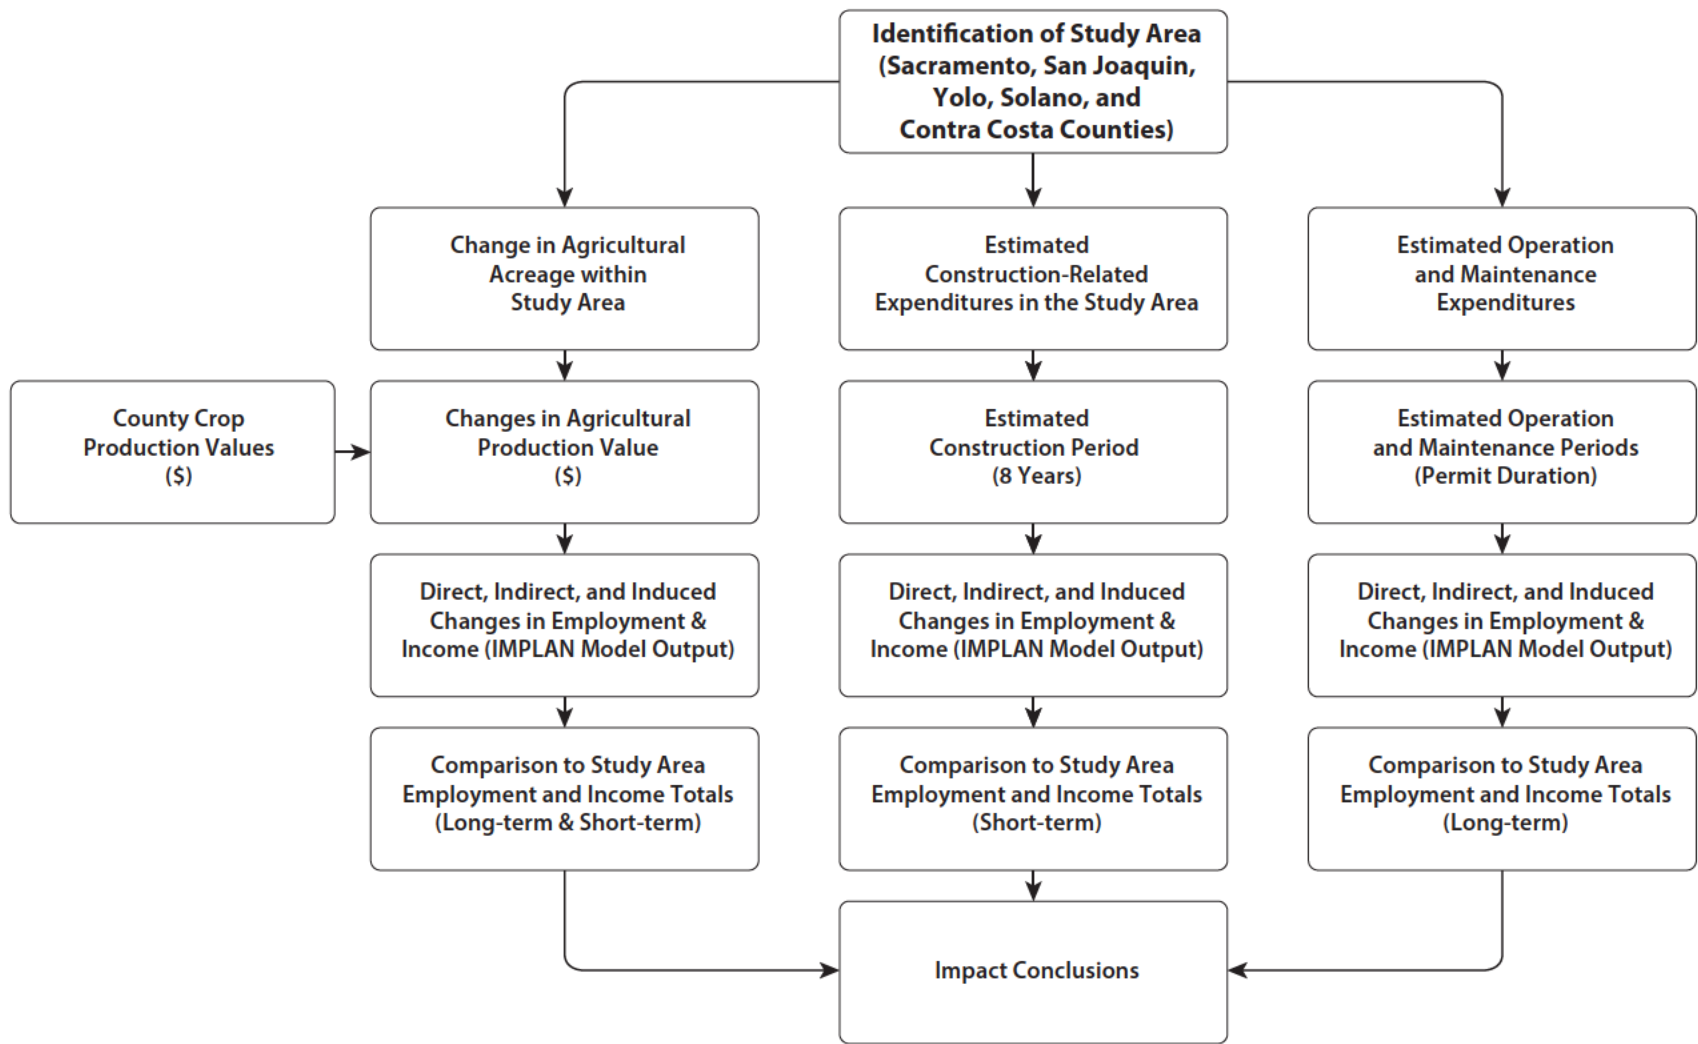 Identification of Study Area
(Sacramento, San Joaquin,
Yolo, Solano, and
Contra Costa Counties)
Change in Agricultural
Acreage within
Study Area
Estimated
Construction-Related
Expenditures in the Study Area
Estimated Operation
and Maintenance
Expenditures
County Crop
Production Values
($)
Changes in Agricultural
Production Value
($)
Estimated
Construction Period
(8 Years)
Estimated Operation
and Maintenance Periods
(Permit Duration)
Direct, Indirect, and Induced
Changes in Employment &
Income (IMPLAN Model Output)
Direct, Indirect, and Induced
Changes in Employment &
Income (IMPLAN Model Output)
Direct, Indirect, and Induced
Changes in Employment &
Income (IMPLAN Model Output)
Comparison to Study Area
Employment and Income Totals
(Long-term & Short-term)
Comparison to Study Area
Employment and Income Totals
(Short-term)
Comparison to Study Area
Employment and Income Totals
(Long-term)
Impact Conclusions